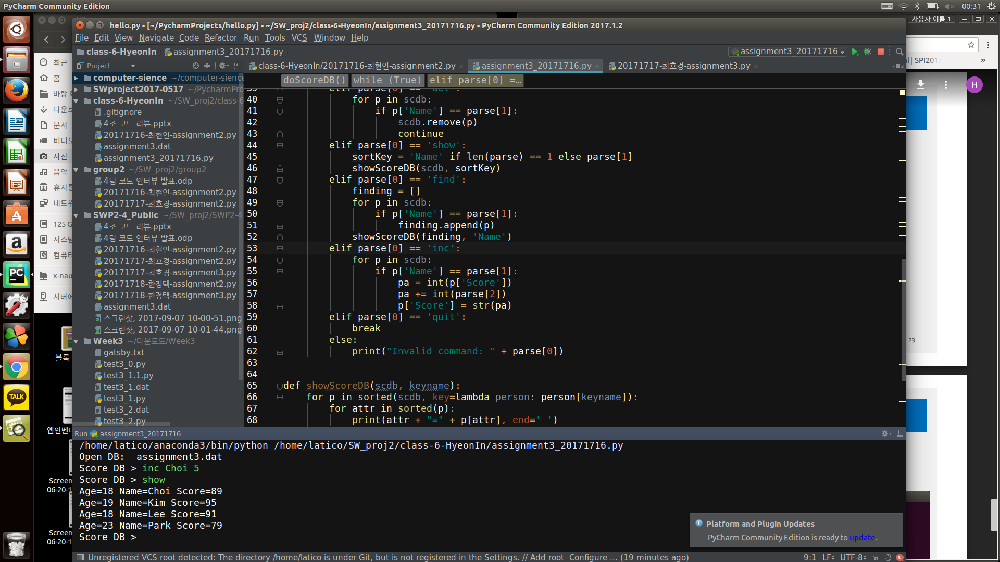 PyCharm Community Edition
00:31
사용자 이름 1
hello.py - [~/PycharmProjects/hello.py] - ~/SW_proj2/class-6-HyeonIn/assignment3_20171716.py - PyCharm Community Edition 2017.1.2
File Edit View Navigate Code Refactor Run Tools VCS Window Help
class-6-HyeonIn assignment3_20171716.py
assignment3_20171716
Project
class-6-HyeonIn/20171716-최현인-assignment2.py
assignment3_20171716.py
20171717-최호경-assignment3.py
doScoreDB() while (True) elif parse[0] =...
최근
홈
바탕
다운로
문서
비디오
사진
음악
휴지통
네트워
125 G
시스템
컴퓨터
x-nau
서버에
블록
앱인벤터
Screen
06-20-1
Screen
06-20-1
computer-sience ~/computer-sience
SWproject2017-0517 ~/PycharmPro
class-6-HyeonIn ~/SW_proj2/class-6
.gitignore
4조 코드 리뷰.pptx
20171716-최현인-assignment2.py
assignment3.dat
assignment3_20171716.py
group2 ~/SW_proj2/group2
4팀 코드 인터뷰 발표.odp
20171716-최현인-assignment2.py
20171717-최호경-assignment2.py
SWP2-4_Public ~/SW_proj2/SWP2-4
4조 코드 리뷰.pptx
4팀 코드 인터뷰 발표.odp
20171716-최현인-assignment2.py
20171717-최호경-assignment2.py
20171717-최호경-assignment3.py
20171718-한정택-assignment2.py
20171718-한정택-assignment3.py
assignment3.dat
스크린샷, 2017-09-07 10-00-51.png
스크린샷, 2017-09-07 10-01-44.png
Week3 ~/다운로드/Week3
gatsby.txt
test3_0.py
test3_1.1.py
test3_1.dat
test3_1.py
test3_2.dat
test3_2.py
39 elif parse[0] == 'del':
40 for p in scdb:
41 if p['Name'] == parse[1]:
42 scdb.remove(p)
43 continue
44 elif parse[0] == 'show':
45 sortKey = 'Name' if len(parse) == 1 else parse[1]
46 showScoreDB(scdb, sortKey)
47 elif parse[0] == 'find':
48 finding = []
49 for p in scdb:
50 if p['Name'] == parse[1]:
51 finding.append(p)
52 showScoreDB(finding, 'Name')
53 elif parse[0] == 'inc':
54 for p in scdb:
55 if p['Name'] == parse[1]:
56 pa = int(p['Score'])
57 pa += int(parse[2])
58 p['Score'] = str(pa)
59 elif parse[0] == 'quit':
60 break
61 else:
62 print("Invalid command: " + parse[0])
63
64
65 def showScoreDB(scdb, keyname):
66 for p in sorted(scdb, key=lambda person: person[keyname]):
67 for attr in sorted(p):
68 print(attr + "=" + p[attr], end=' ')
Run assignment3_20171716
/home/latico/anaconda3/bin/python /home/latico/SW_proj2/class-6-HyeonIn/assignment3_20171716.py
Open DB:  assignment3.dat
Score DB > inc Choi 5
Score DB > show
Age=18 Name=Choi Score=89
Age=19 Name=Kim Score=95
Age=18 Name=Lee Score=91
Age=23 Name=Park Score=79
Score DB >
Platform and Plugin Updates
PyCharm Community Edition is ready to update.
Unregistered VCS root detected: The directory /home/latico is under Git, but is not registered in the Settings. // Add root Configure ... (19 minutes ago)
9:1 LF UTF-8 3
l | SPI2017
»
H
23
PC
TALK